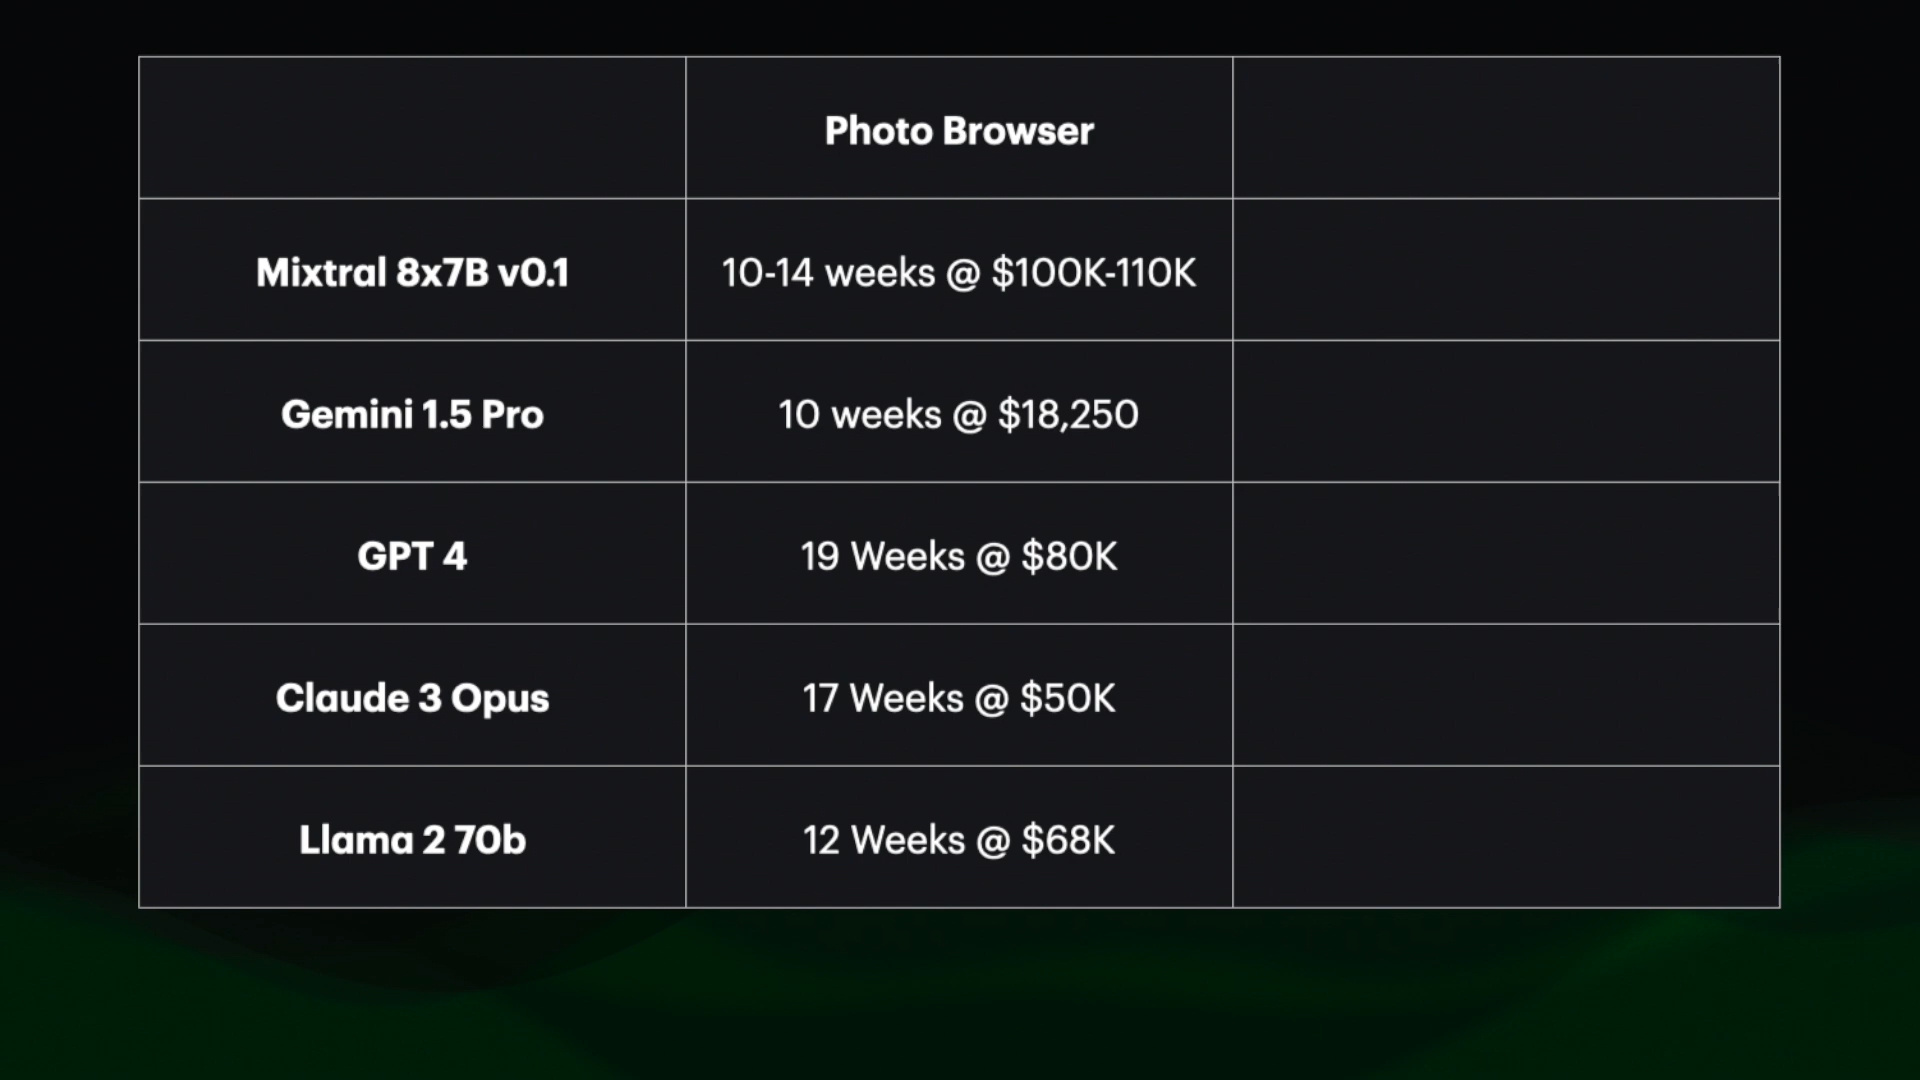 Photo Browser
Mixtral 8x7B v0.1
10-14 weeks @ $100K-110K
Gemini 1.5 Pro
10 weeks @ $18,250
GPT 4
19 Weeks @ $80K
Claude 3 Opus
17 Weeks @ $50K
Llama 2 70b
12 Weeks @ $68K